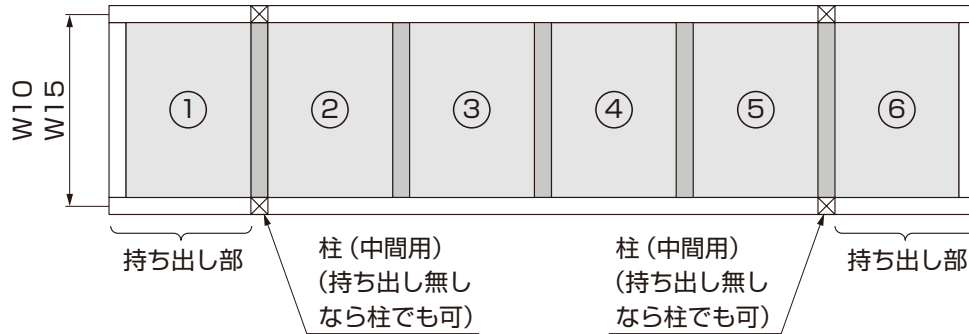 W10
W15
①
②
③
④
⑤
⑥
持ち出し部
柱（中間用）
（持ち出し無し
なら柱でも可）
柱（中間用）
（持ち出し無し
なら柱でも可）
持ち出し部